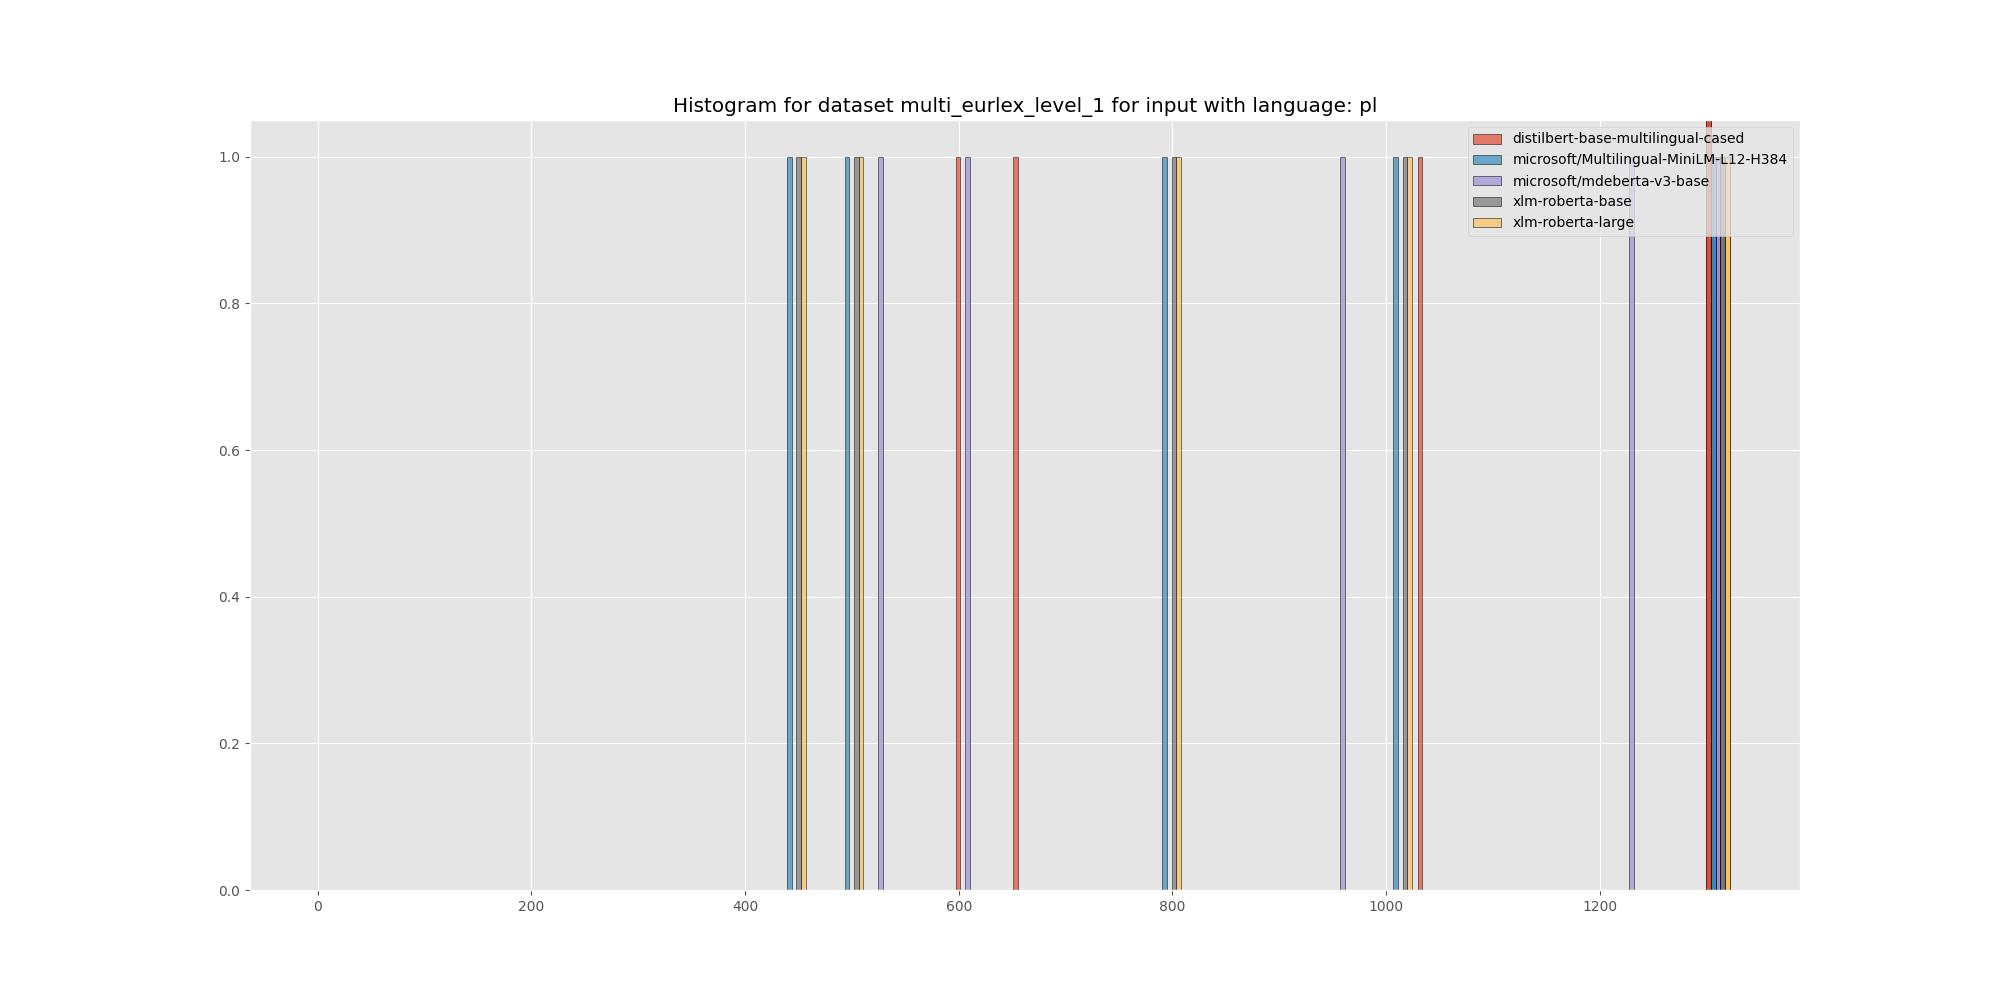 Histogram for dataset multi_eurlex_level_1 for input with language: pl
distilbert-base-multilingual-cased
microsoft/Multilingual-MiniLM-L12-H384
microsoft/mdeberta-v3-base
xlm-roberta-base
xlm-roberta-large
1.0
0.8
0.6
0.4
0.2
0.0
0 200 400 600 800 1000 1200